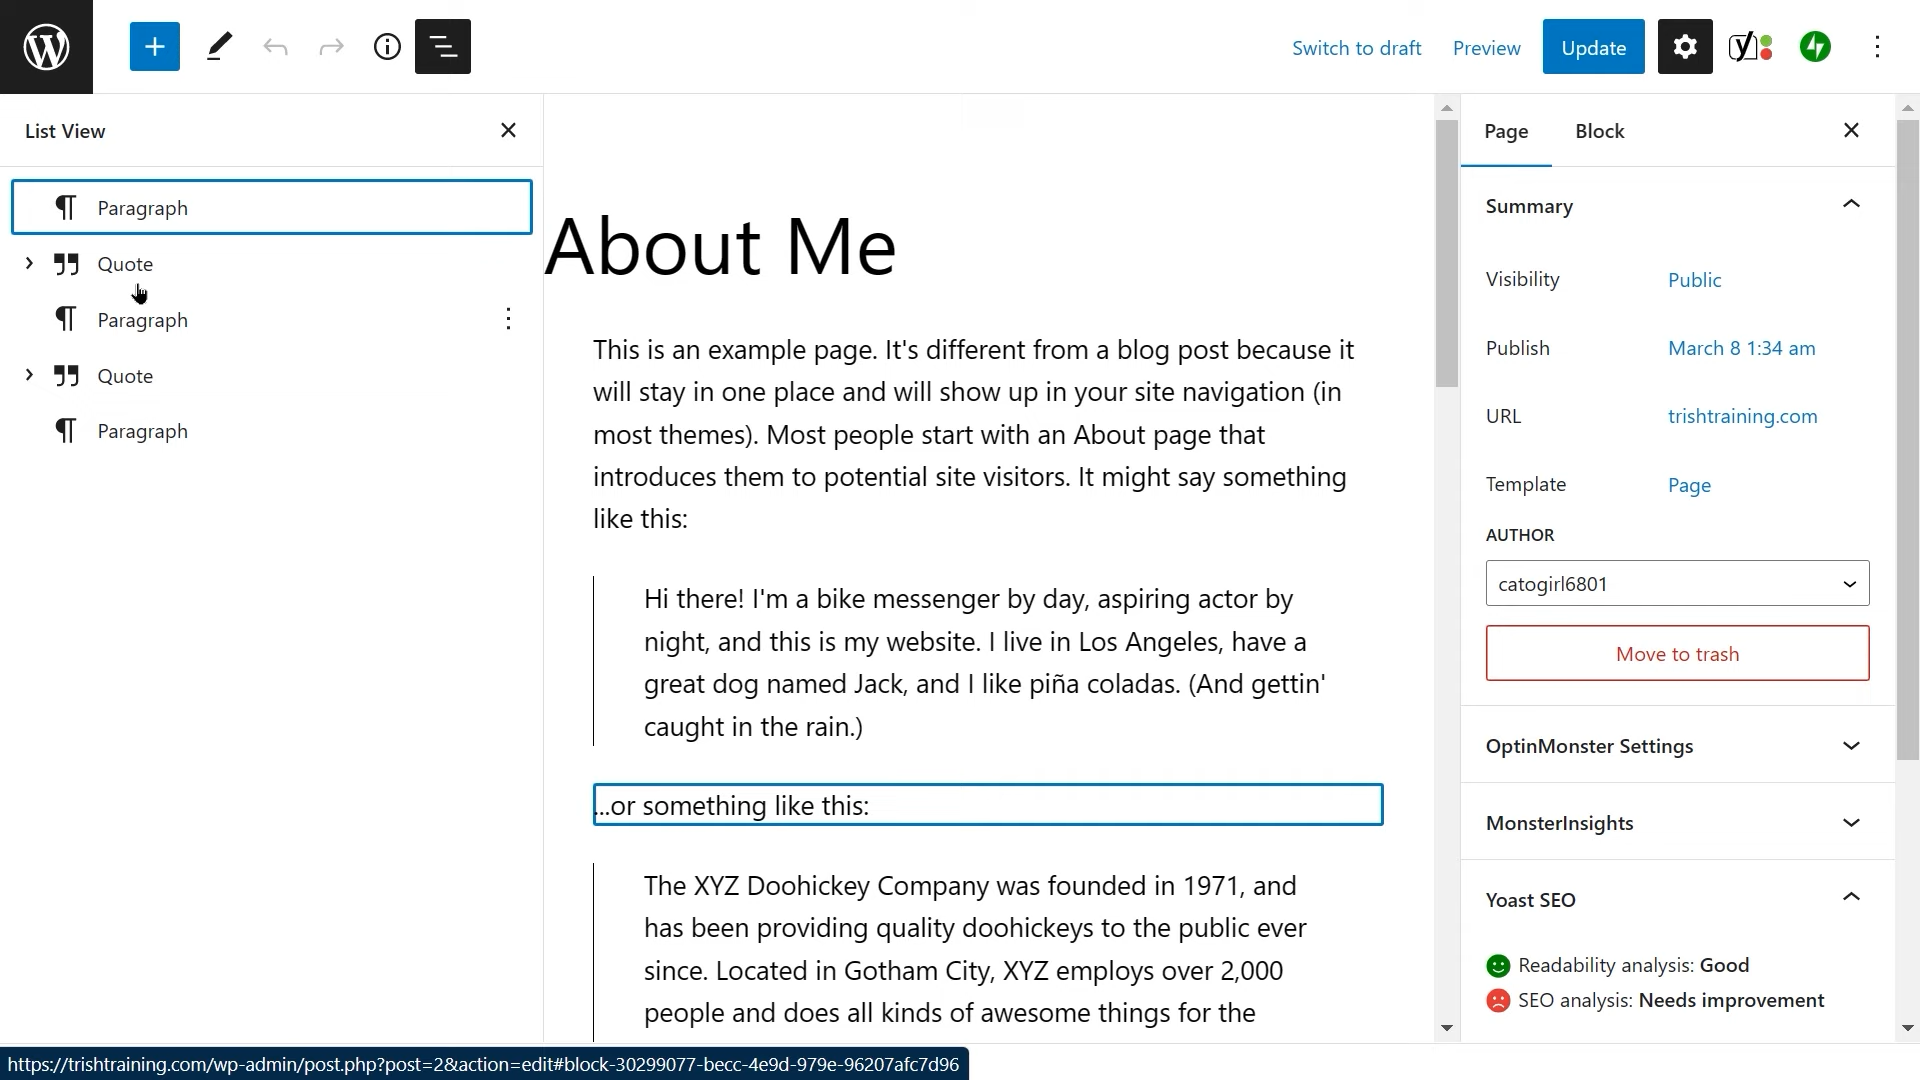 Switch to draft
Preview
Update
List View
Paragraph
Quote
Paragraph
Quote
Paragraph
About Me
This is an example page. It's different from a blog post because it
will stay in one place and will show up in your site navigation (in
most themes). Most people start with an About page that
introduces them to potential site visitors. It might say something
like this:
Hi there! I'm a bike messenger by day, aspiring actor by
night, and this is my website. I live in Los Angeles, have a
great dog named Jack, and I like piña coladas. (And gettin'
caught in the rain.)
...or something like this:
The XYZ Doohickey Company was founded in 1971, and
has been providing quality doohickeys to the public ever
since. Located in Gotham City, XYZ employs over 2,000
people and does all kinds of awesome things for the
Page Block
Summary
Visibility Public
Publish March 8 1:34 am
URL trishtraining.com
Template Page
AUTHOR
catogirl6801
Move to trash
OptinMonster Settings
MonsterInsights
Yoast SEO
Readability analysis: Good
SEO analysis: Needs improvement
https://trishtraining.com/wp-admin/post.php?post=2&action=edit#block-30299077-becc-4e9d-979e-96207afc7d96